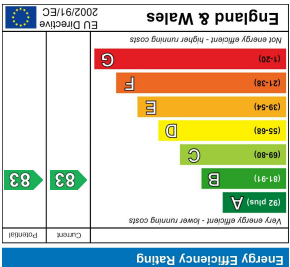 Energy Efficiency Rating
Current Potential
Very energy efficient - lower running costs
(92 plus) A
(81-91) B
83 83
(69-80) C
(55-68) D
(39-54) E
(21-38) F
(1-20) G
Not energy efficient - higher running costs
England & Wales
EU Directive
2002/91/EC